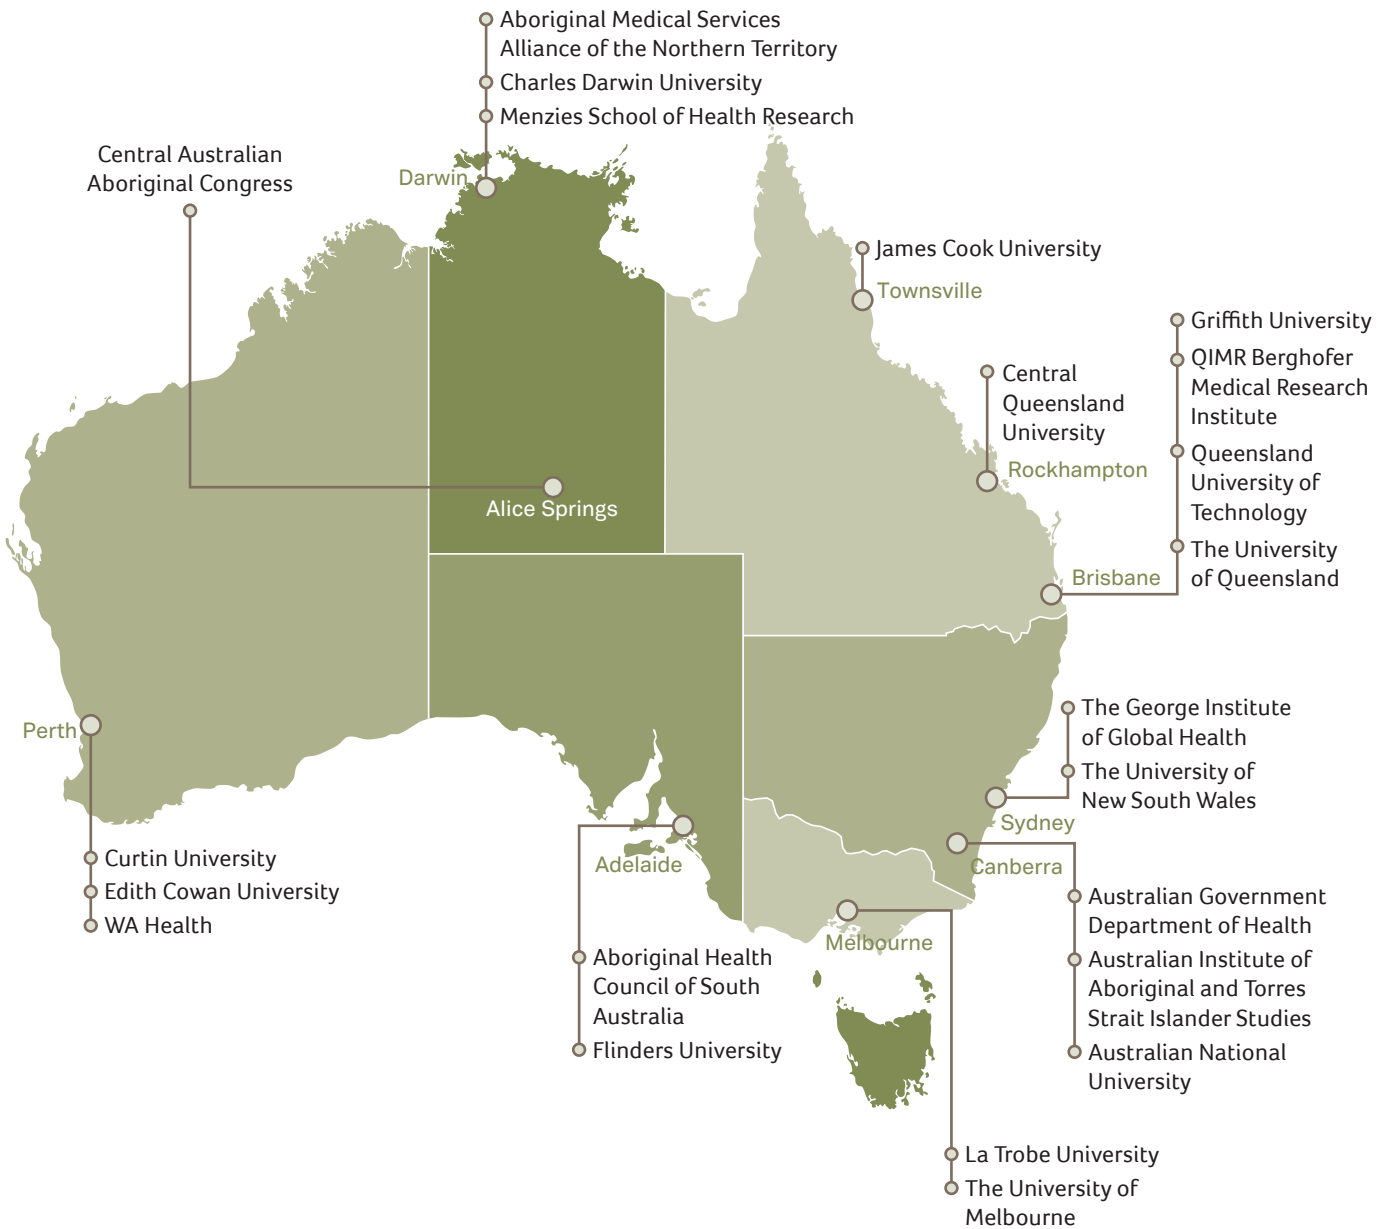 Aboriginal Medical Services
Alliance of the Northern Territory
Charles Darwin University
Menzies School of Health Research
Darwin
Central Australian
Aboriginal Congress
Alice Springs
James Cook University
Townsville
Central
Queensland
University
Rockhampton
Griffith University
QIMR Berghofer
Medical Research
Institute
Queensland
University of
Technology
The University
of Queensland
Brisbane
Perth
Curtin University
Edith Cowan University
WA Health
The George Institute
of Global Health
The University of
New South Wales
Sydney
Canberra
Australian Government
Department of Health
Australian Institute of
Aboriginal and Torres
Strait Islander Studies
Australian National
University
Adelaide
Aboriginal Health
Council of South
Australia
Flinders University
Melbourne
La Trobe University
The University of
Melbourne